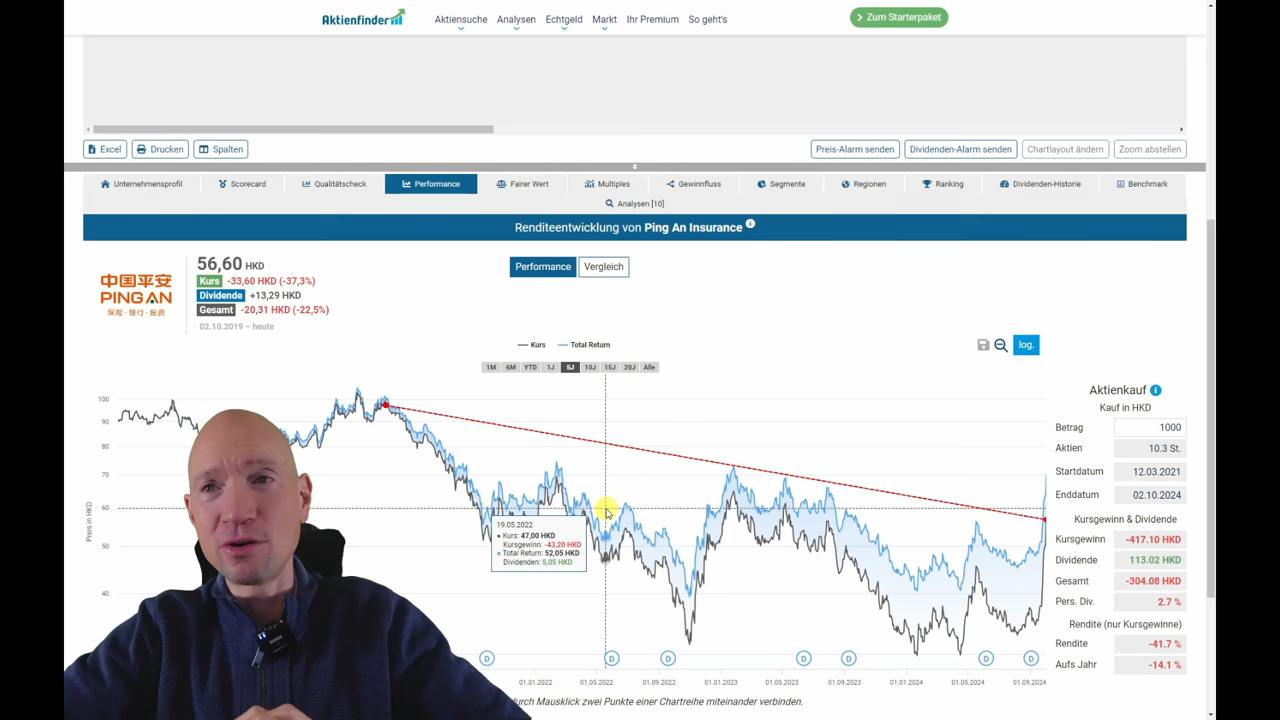 Aktienfinder
Aktiensuche Analysen Echtgeld Markt Ihr Premium So geht's
Zum Starterpaket
Excel Drucken Spalten
Preis-Alarm senden Dividenden-Alarm senden Chartlayout ändern Zoom abstellen
Unternehmensprofil Scorecard Qualitätscheck Performance Fairer Wert Multiples Gewinnfluss Segmente Regionen Ranking Dividenden-Historie Benchmark
Analysen [10]
Renditeentwicklung von Ping An Insurance
中国平安
PING AN
保险·银行·投资
56,60 HKD
Kurs -33,60 HKD (-37,3%)
Dividende +13,29 HKD
Gesamt -20,31 HKD (-22,5%)
02.10.2019 – heute
Performance Vergleich
Kurs Total Return
log.
1M 6M YTD 1J 5J 10J 15J 20J Alle
100
90
80
70
60
50
40
Preis in HKD
19.05.2022
Kurs: 47,00 HKD
Kursgewinn: -43,20 HKD
Total Return: 52,05 HKD
Dividenden: 5,05 HKD
D D D D D D D
01.01.2022 01.05.2022 01.09.2022 01.01.2023 01.05.2023 01.09.2023 01.01.2024 01.05.2024 01.09.2024
durch Mausklick zwei Punkte einer Chartreihe miteinander verbinden.
Aktienkauf
Kauf in HKD
Betrag 1000
Aktien 10.3 St.
Startdatum 12.03.2021
Enddatum 02.10.2024
Kursgewinn & Dividende
Kursgewinn -417.10 HKD
Dividende 113.02 HKD
Gesamt -304.08 HKD
Pers. Div. 2.7 %
Rendite (nur Kursgewinne)
Rendite -41.7 %
Aufs Jahr -14.1 %